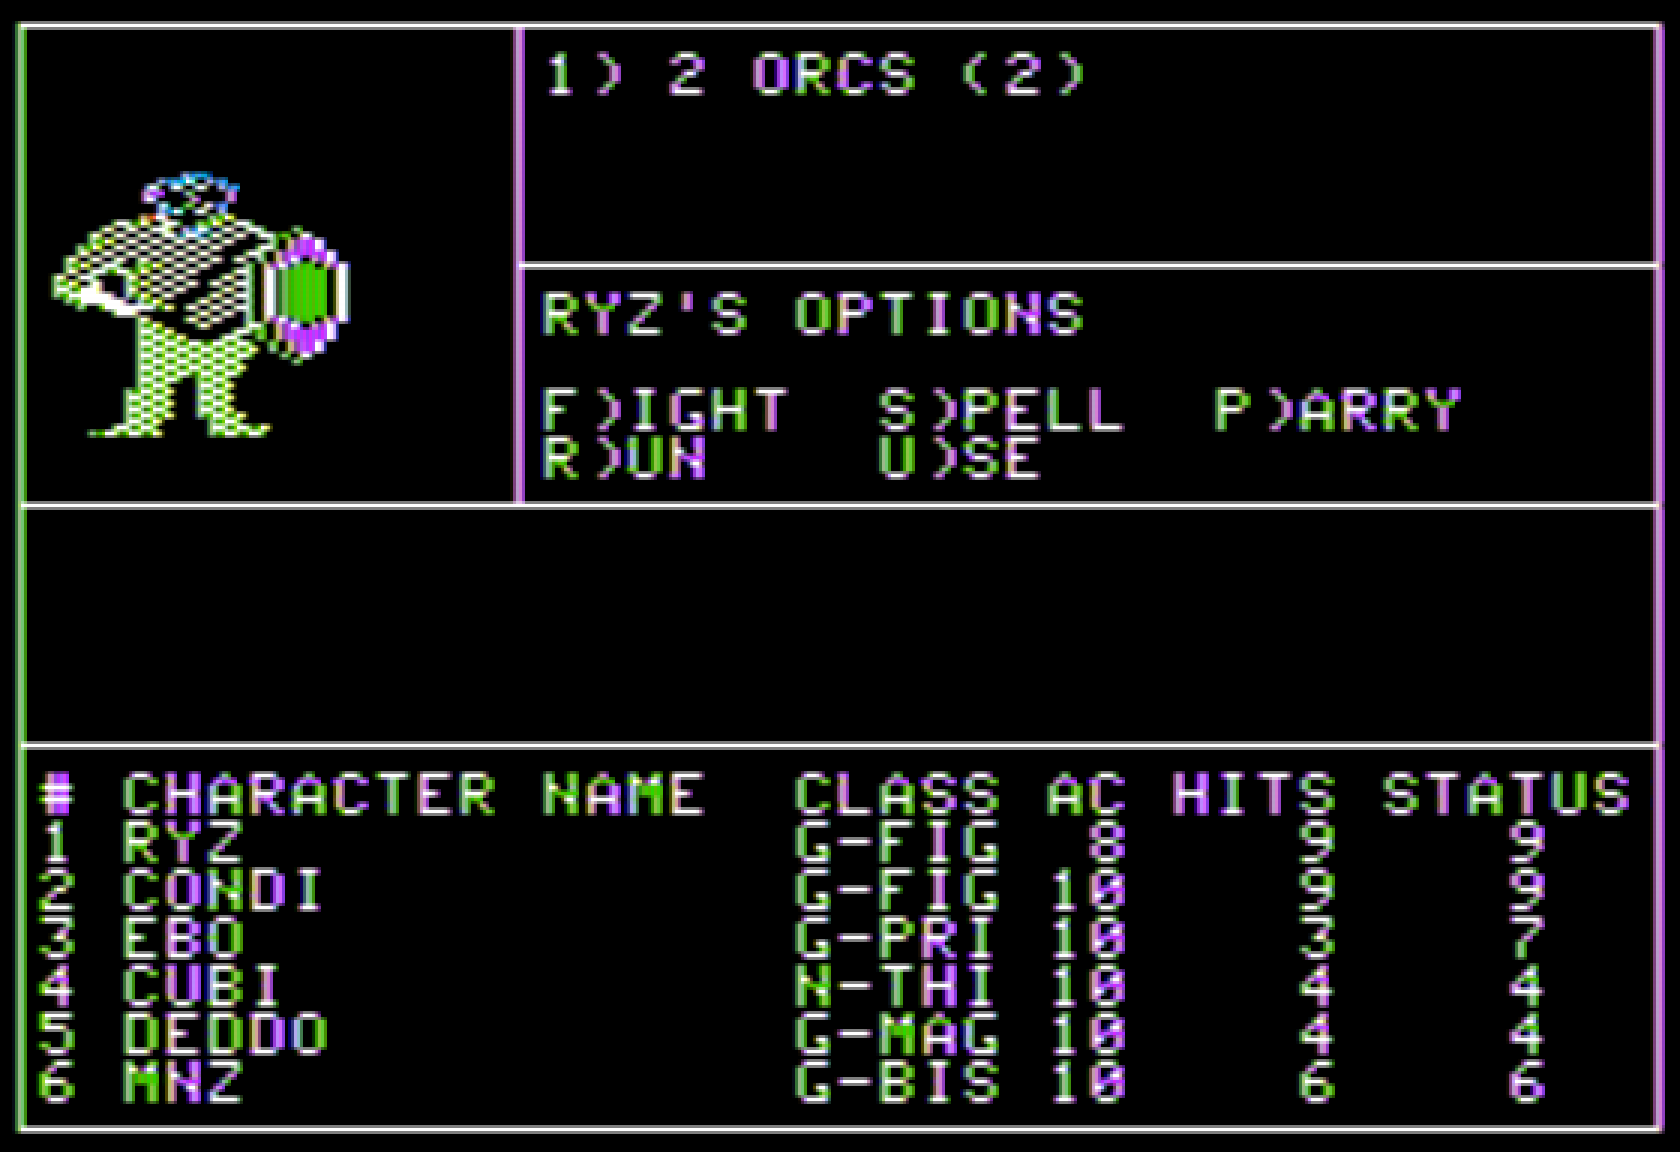 1) 2 ORCS (2)
RYZ'S OPTIONS
F)IGHT S)PELL P)ARRY
R)UN U)SE
# CHARACTER NAME CLASS AC HITS STATUS
1 RYZ G-FIG 8 9 9
2 CONDI G-FIG 10 9 9
3 EBO G-PRI 10 3 7
4 CUBI N-THI 10 4 4
5 DEDDO G-MAG 10 4 4
6 MNZ G-BIS 10 6 6